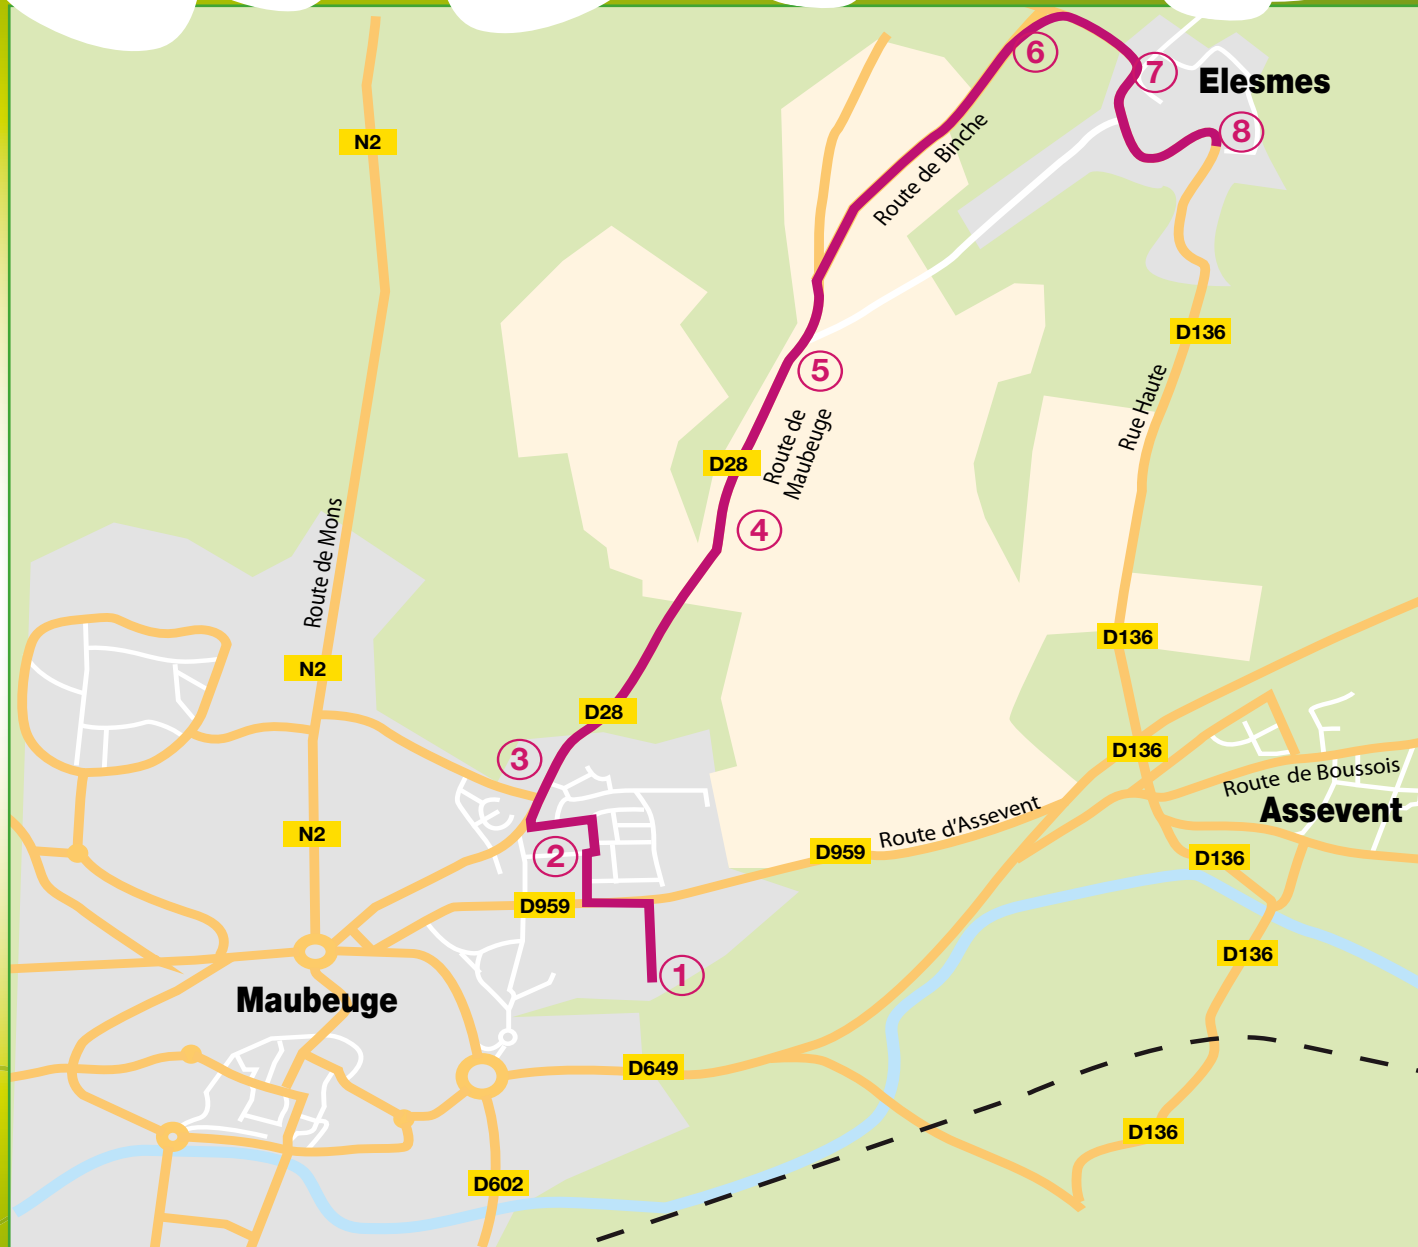 6
7
Elesmes
8
N2
Route de Binche
D136
5
Rue Haute
Route de
Maubeuge
D28
4
Route de Mons
D136
N2
D28
3
D136
Route de Boussois
Assevent
N2
2
Route d'Assevent
D959
D136
D959
D136
1
Maubeuge
D649
D136
D602